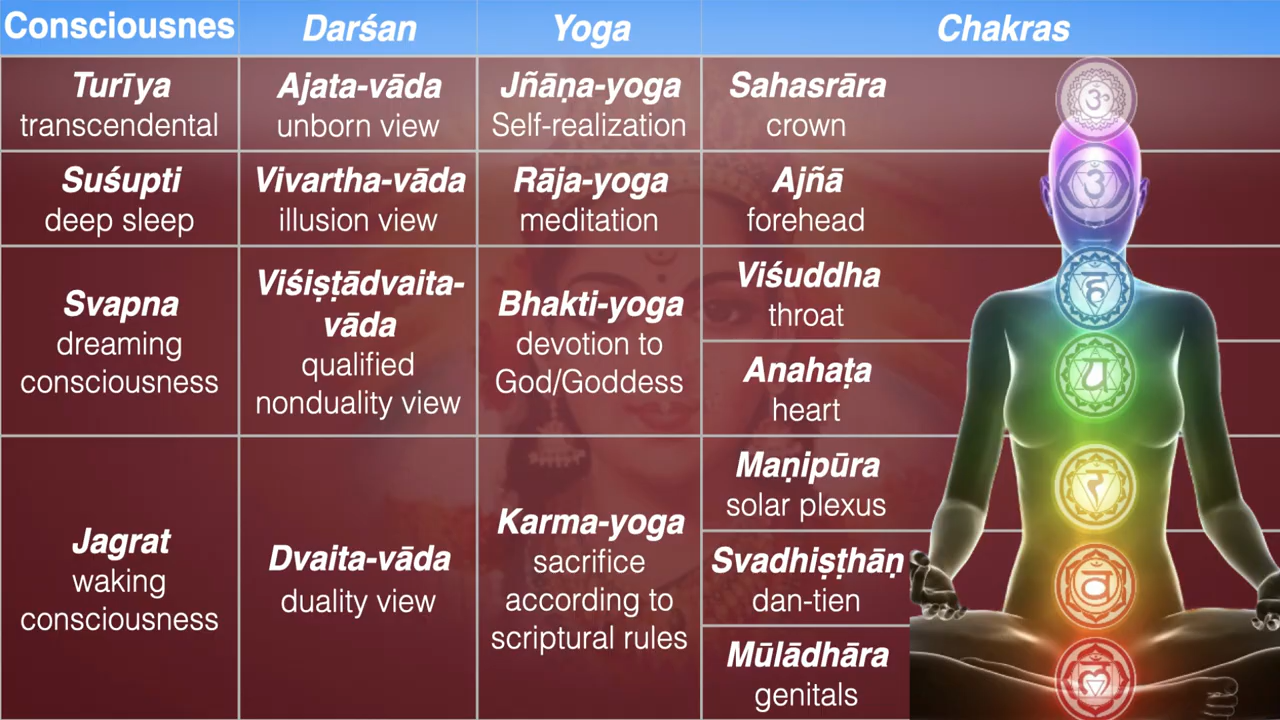 Consciousnes Darśan Yoga Chakras
Turīya
transcendental
Ajata-vāda
unborn view
Jñāṇa-yoga
Self-realization
Sahasrāra
crown
Suśupti
deep sleep
Vivartha-vāda
illusion view
Rāja-yoga
meditation
Ajñā
forehead
Svapna
dreaming
consciousness
Viśiṣṭādvaita-
vāda
qualified
nonduality view
Bhakti-yoga
devotion to
God/Goddess
Viśuddha
throat
Anahaṭa
heart
Jagrat
waking
consciousness
Dvaita-vāda
duality view
Karma-yoga
sacrifice
according to
scriptural rules
Maṇipūra
solar plexus
Svadhiṣṭhāṇ
dan-tien
Mūlādhāra
genitals
ॐ
ॐ
हं
यं
रं
वं
लं